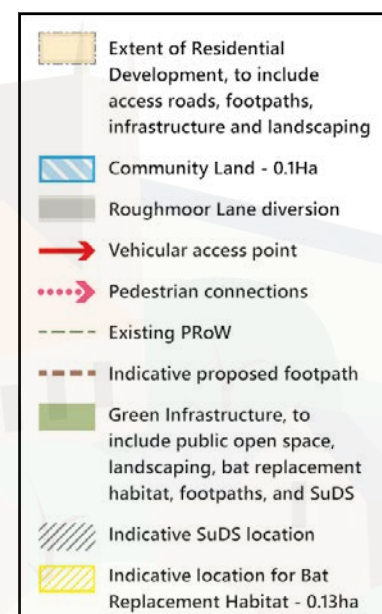 Extent of Residential
Development, to include
access roads, footpaths,
infrastructure and landscaping
Community Land - 0.1Ha
Roughmoor Lane diversion
Vehicular access point
Pedestrian connections
Existing PRoW
Indicative proposed footpath
Green Infrastructure, to
include public open space,
landscaping, bat replacement
habitat, footpaths, and SuDS
Indicative SuDS location
Indicative location for Bat
Replacement Habitat - 0.13ha